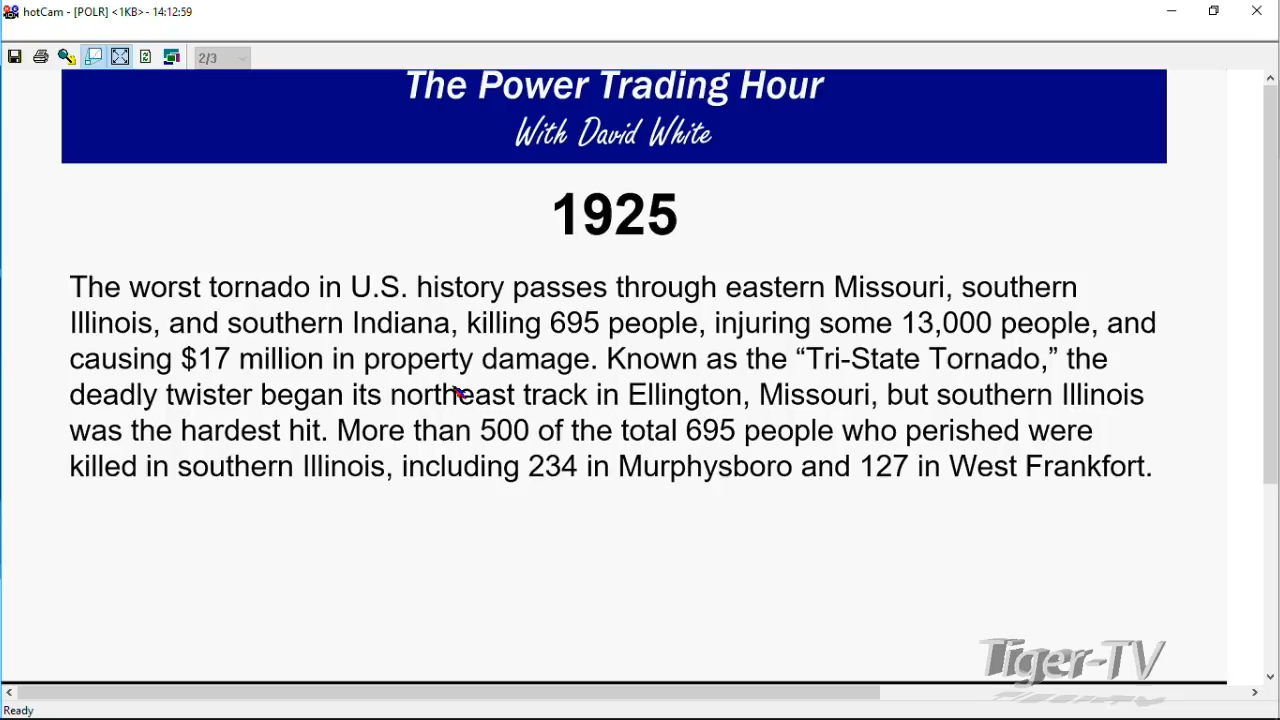 hotCam - [POLR] <1KB> - 14:12:59
2/3
The Power Trading Hour
With David White
1925
The worst tornado in U.S. history passes through eastern Missouri, southern
Illinois, and southern Indiana, killing 695 people, injuring some 13,000 people, and
causing $17 million in property damage. Known as the “Tri-State Tornado,” the
deadly twister began its northeast track in Ellington, Missouri, but southern Illinois
was the hardest hit. More than 500 of the total 695 people who perished were
killed in southern Illinois, including 234 in Murphysboro and 127 in West Frankfort.
Tiger-TV
Ready